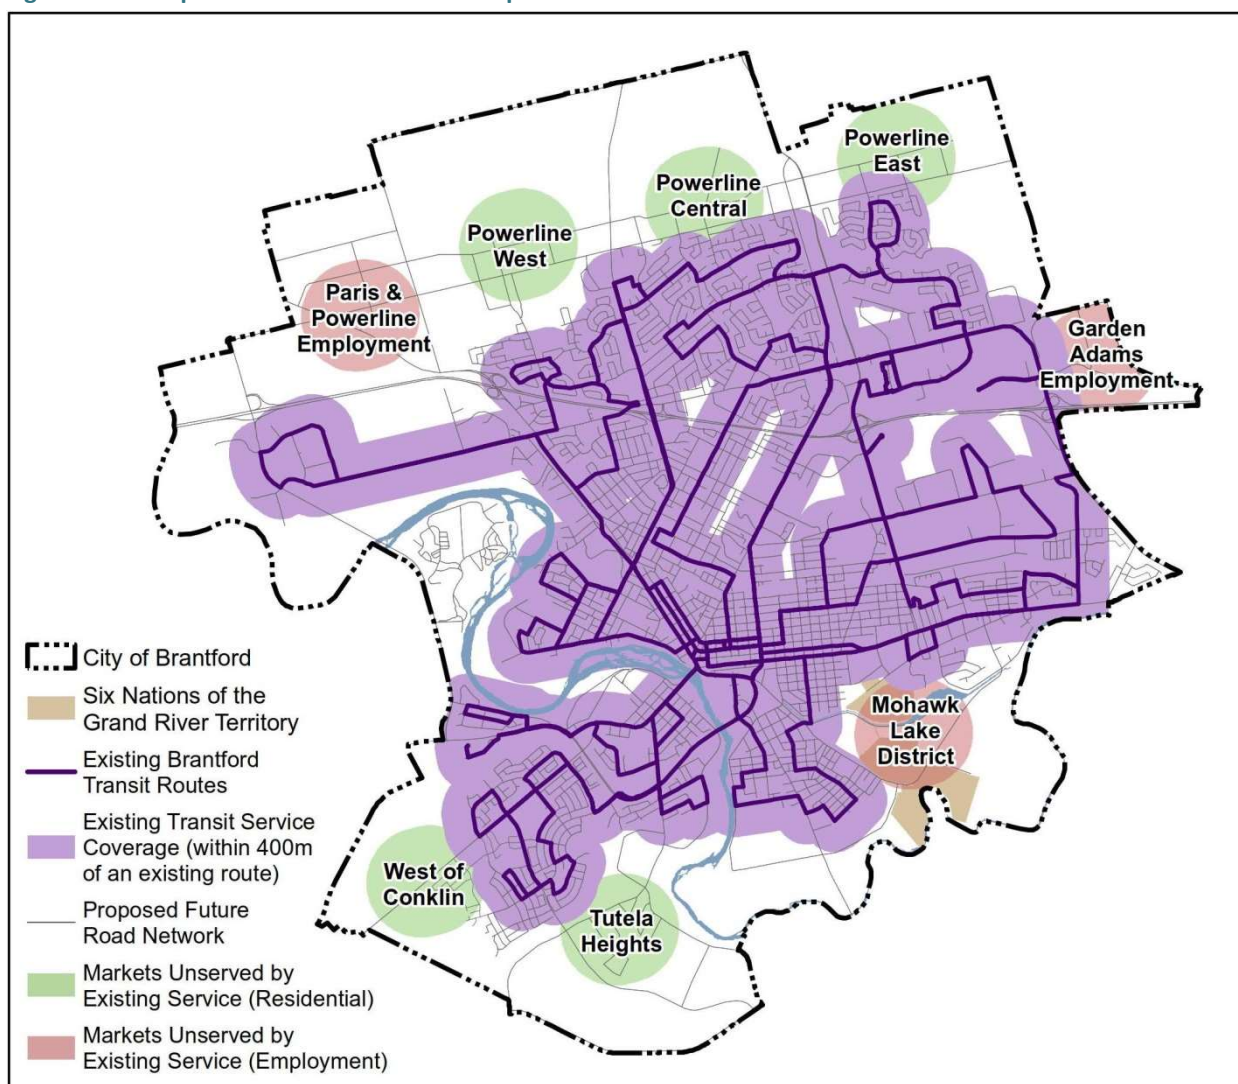 Powerline
East
Powerline
Central
Powerline
West
Paris &
Powerline
Employment
Garden
Adams
Employment
Mohawk
Lake
District
West of
Conklin
Tutela
Heights
City of Brantford
Six Nations of the
Grand River Territory
Existing Brantford
Transit Routes
Existing Transit Service
Coverage (within 400m
of an existing route)
Proposed Future
Road Network
Markets Unserved by
Existing Service (Residential)
Markets Unserved by
Existing Service (Employment)